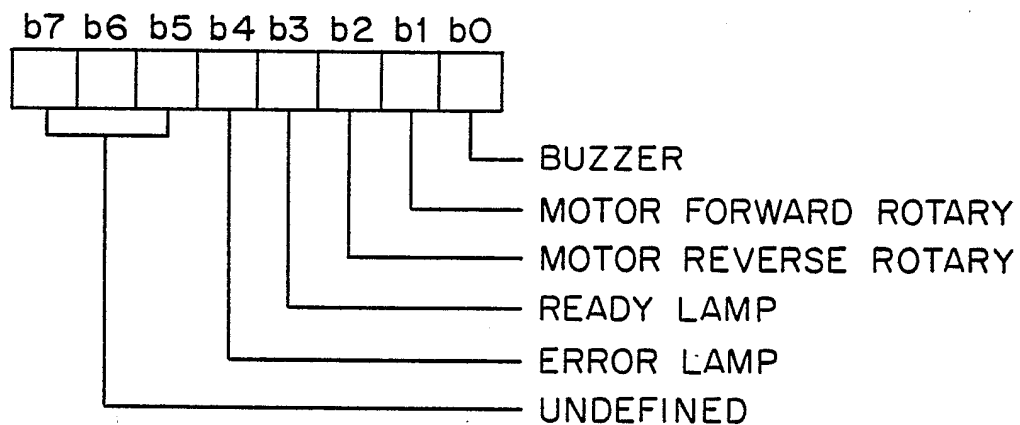 b7 b6 b5 b4 b3 b2 b1 b0
BUZZER
MOTOR FORWARD ROTARY
MOTOR REVERSE ROTARY
READY LAMP
ERROR LAMP
UNDEFINED